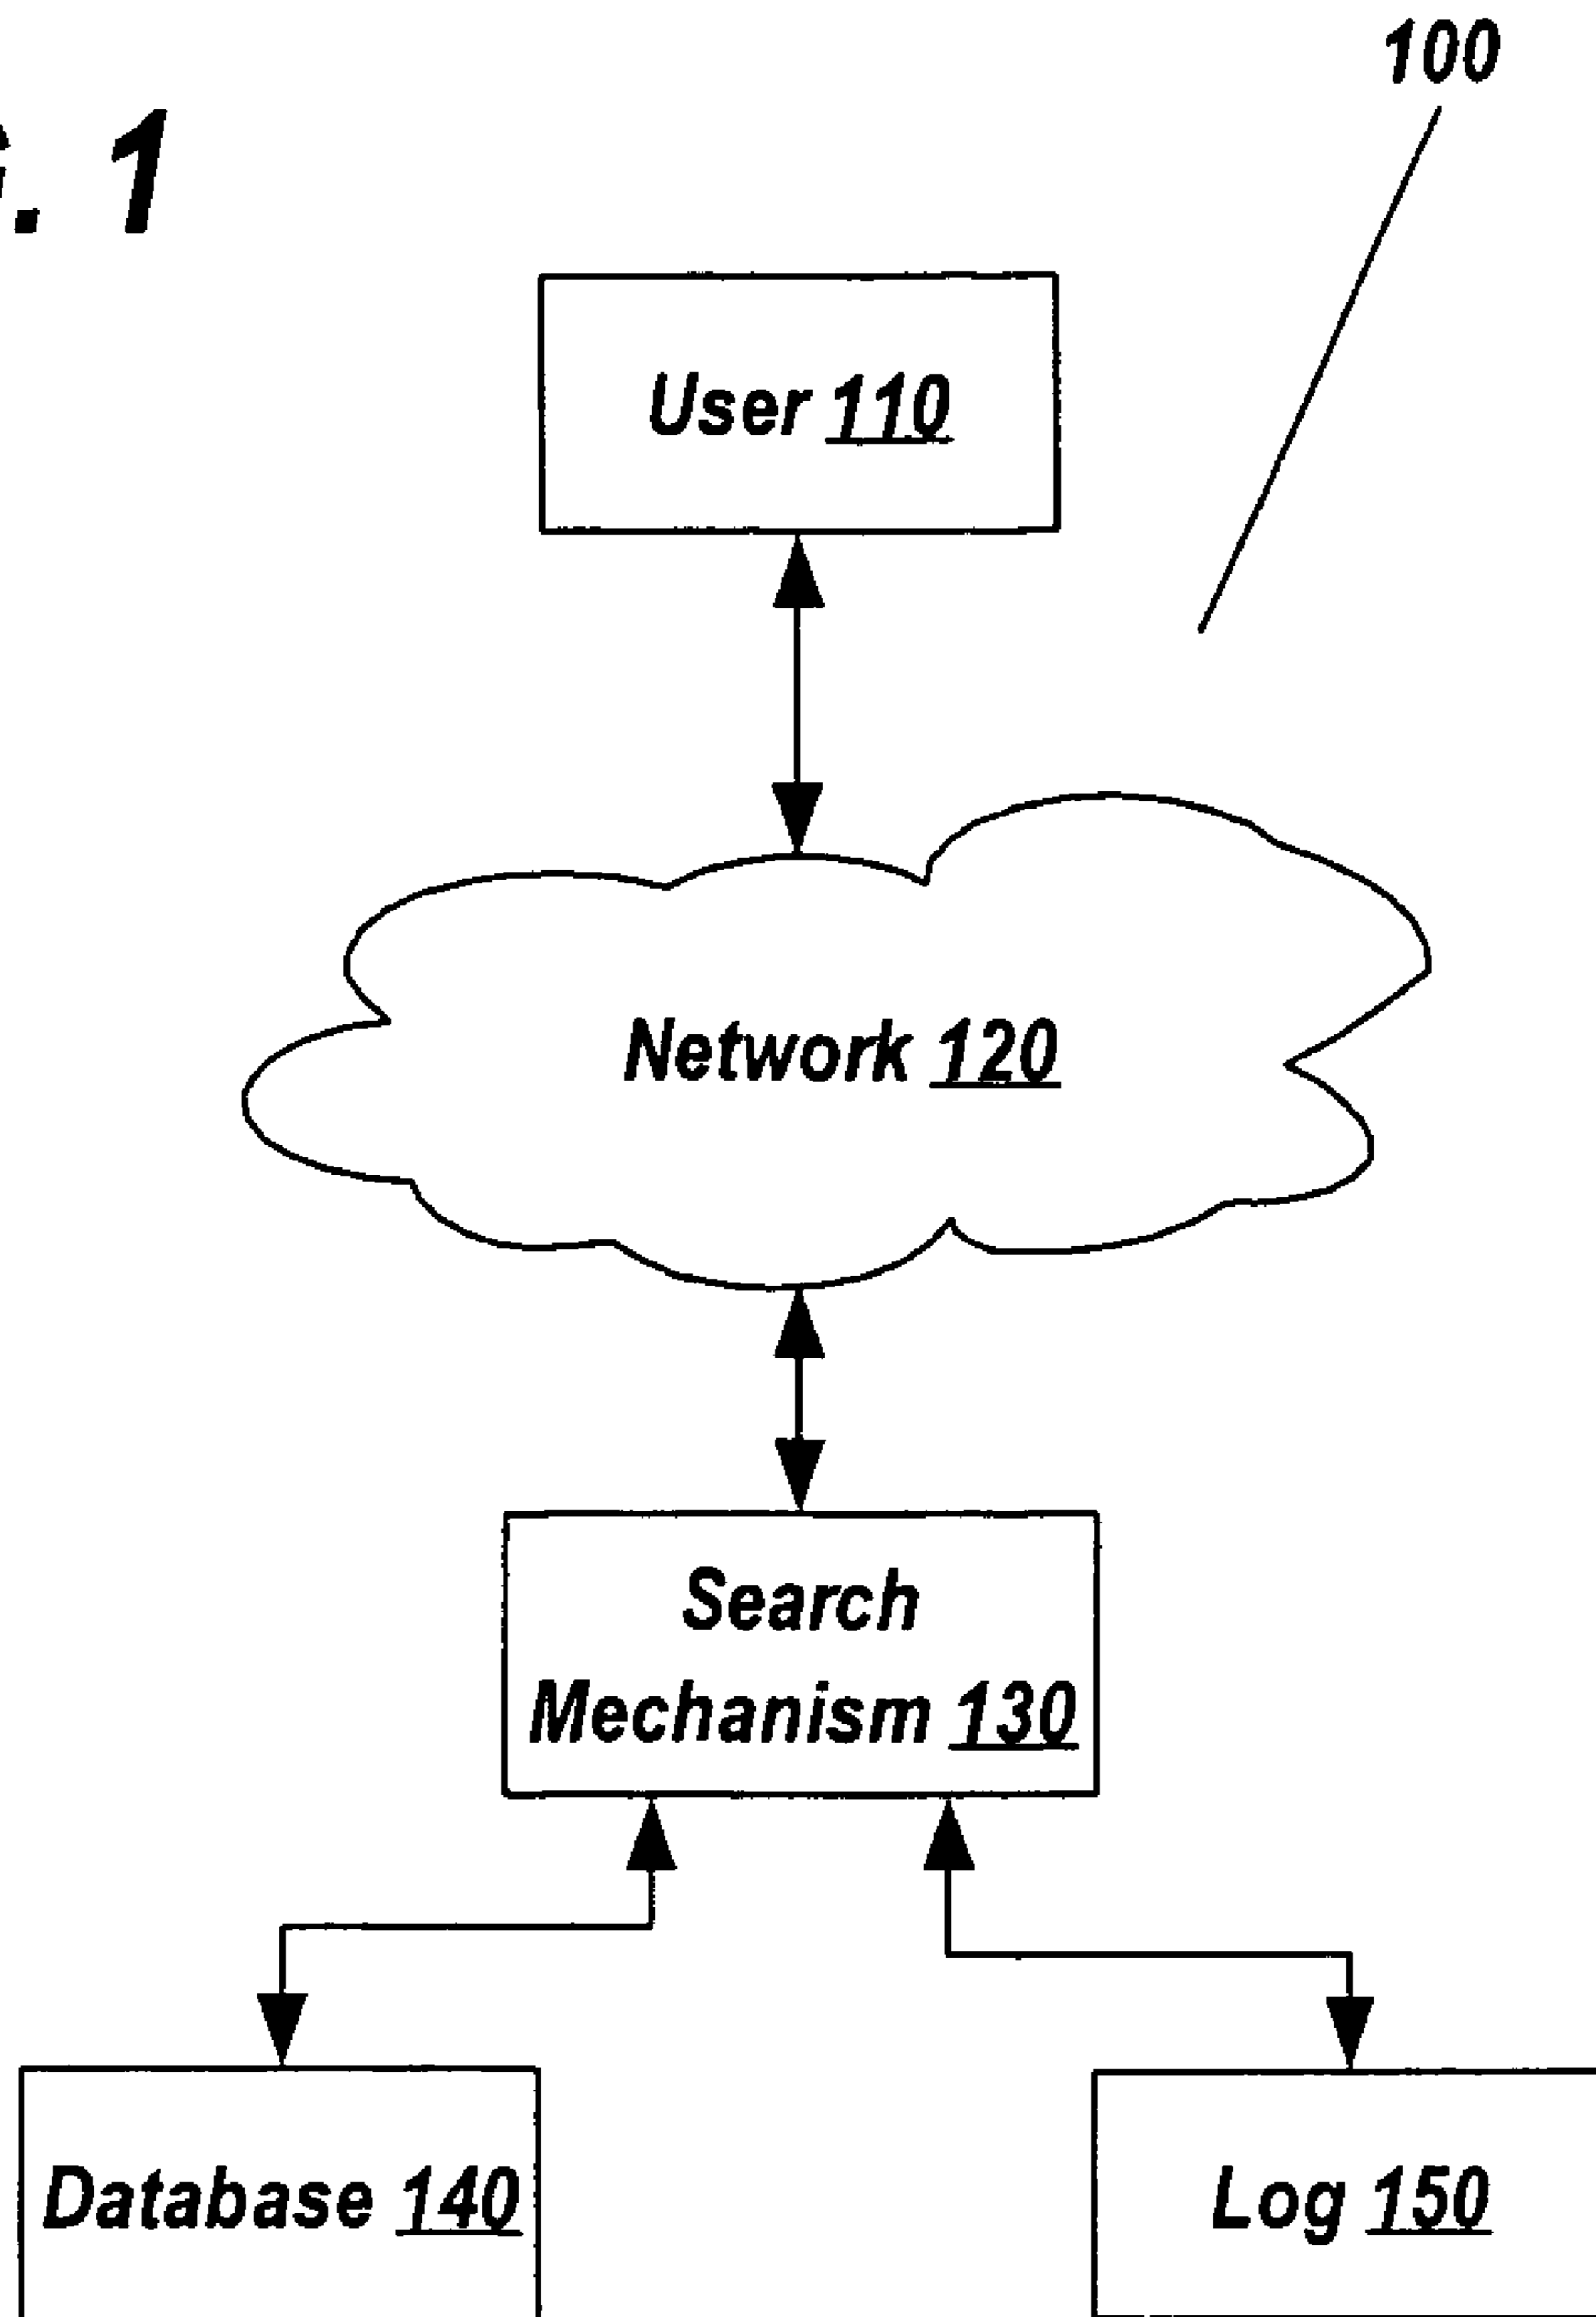 . 1
100
User 110
Network 120
Search
Mechanism 130
Database 140
Log 150